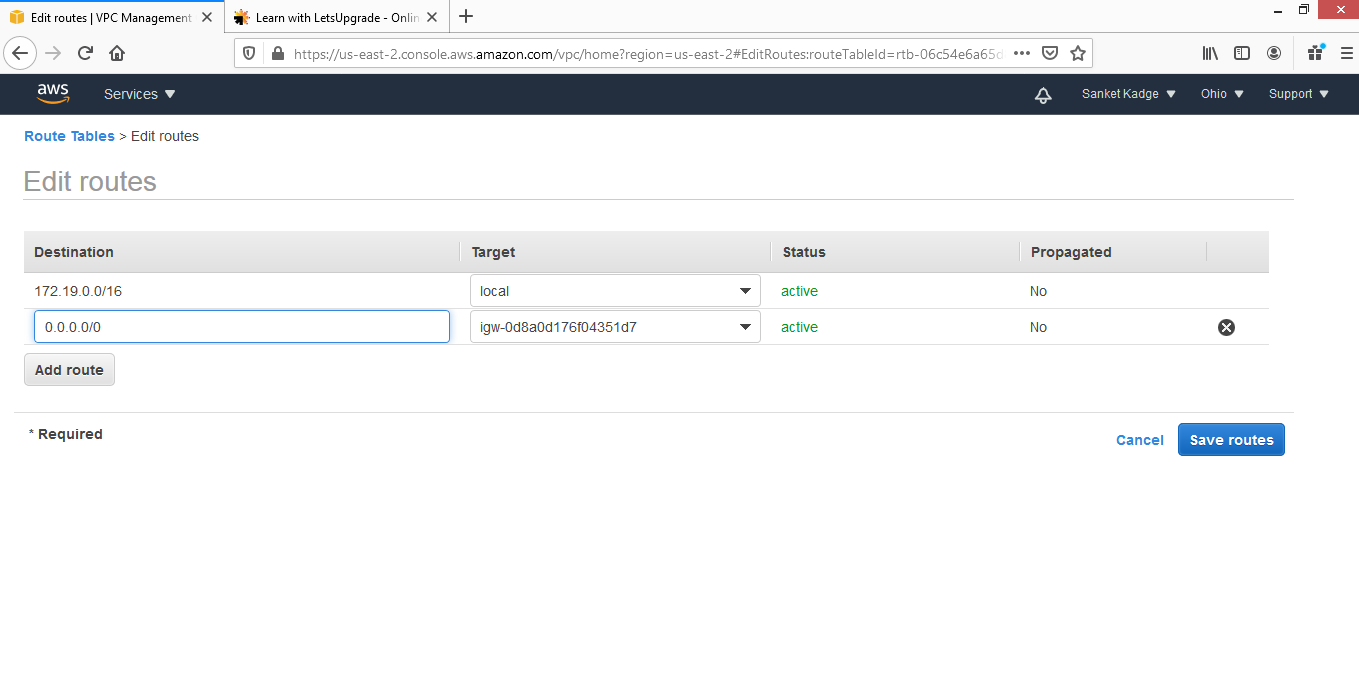 Edit routes | VPC Management
Learn with LetsUpgrade - Onlin
https://us-east-2.console.aws.amazon.com/vpc/home?region=us-east-2#EditRoutes:routeTableId=rtb-06c54e6a65d
aws
Services
Sanket Kadge
Ohio
Support
Route Tables > Edit routes
Edit routes
Destination Target Status Propagated
172.19.0.0/16 local active No
0.0.0.0/0 igw-0d8a0d176f04351d7 active No
Add route
* Required
Cancel
Save routes